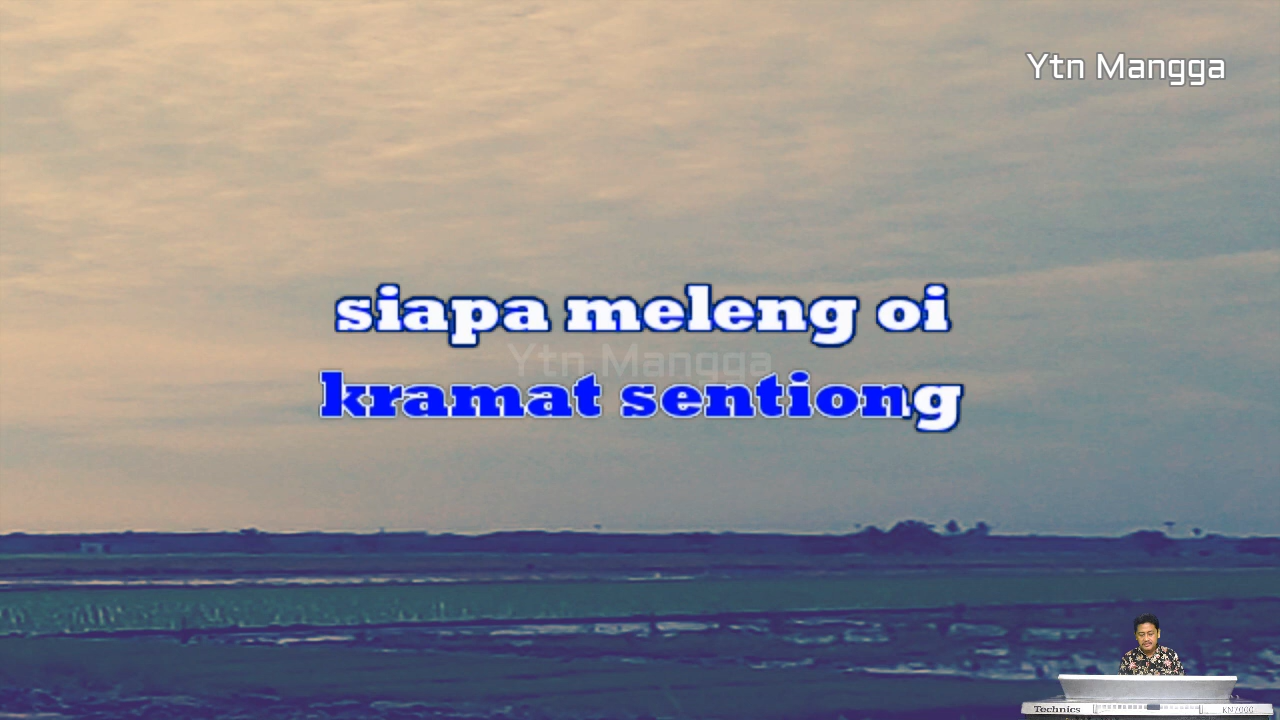 Ytn Mangga
siapa meleng oi
Ytn Mangga
kramat sentiong
Technics
KN7000